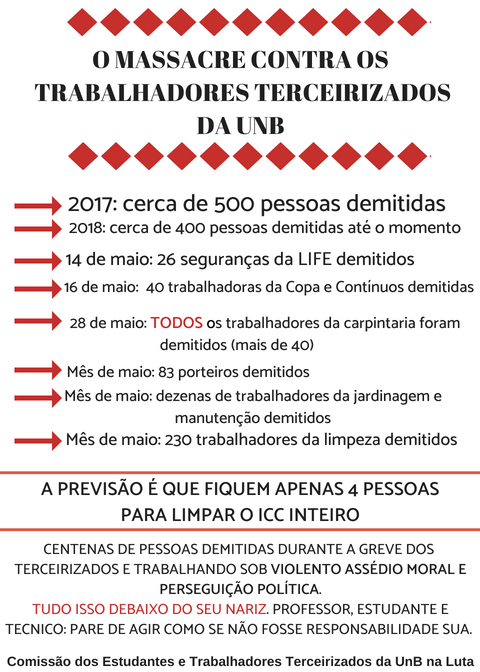 O MASSACRE CONTRA OS
TRABALHADORES TERCEIRIZADOS
DA UNB
2017: cerca de 500 pessoas demitidas
2018: cerca de 400 pessoas demitidas até o momento
14 de maio: 26 seguranças da LIFE demitidos
16 de maio: 40 trabalhadoras da Copa e Contínuos demitidas
28 de maio: TODOS os trabalhadores da carpintaria foram
demitidos (mais de 40)
Mês de maio: 83 porteiros demitidos
Mês de maio: dezenas de trabalhadores da jardinagem e
manutenção demitidos
Mês de maio: 230 trabalhadores da limpeza demitidos
A PREVISÃO É QUE FIQUEM APENAS 4 PESSOAS
PARA LIMPAR O ICC INTEIRO
CENTENAS DE PESSOAS DEMITIDAS DURANTE A GREVE DOS
TERCEIRIZADOS E TRABALHANDO SOB VIOLENTO ASSÉDIO MORAL E
PERSEGUIÇÃO POLÍTICA.
TUDO ISSO DEBAIXO DO SEU NARIZ. PROFESSOR, ESTUDANTE E
TECNICO: PARE DE AGIR COMO SE NÃO FOSSE RESPONSABILIDADE SUA.
Comissão dos Estudantes e Trabalhadores Terceirizados da UnB na Luta